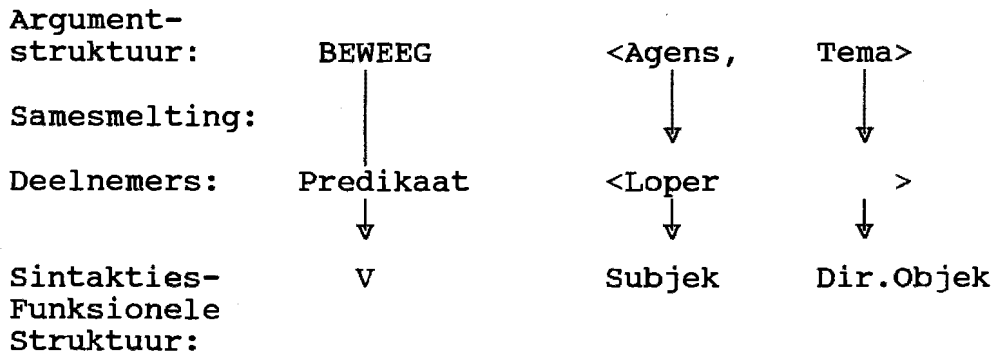 Argument-
struktuur: BEWEEG <Agens, Tema>
Samesmelting:
Deelnemers: Predikaat <Loper >
Sintakties- V Subjek Dir.Objek
Funksionele
Struktuur: